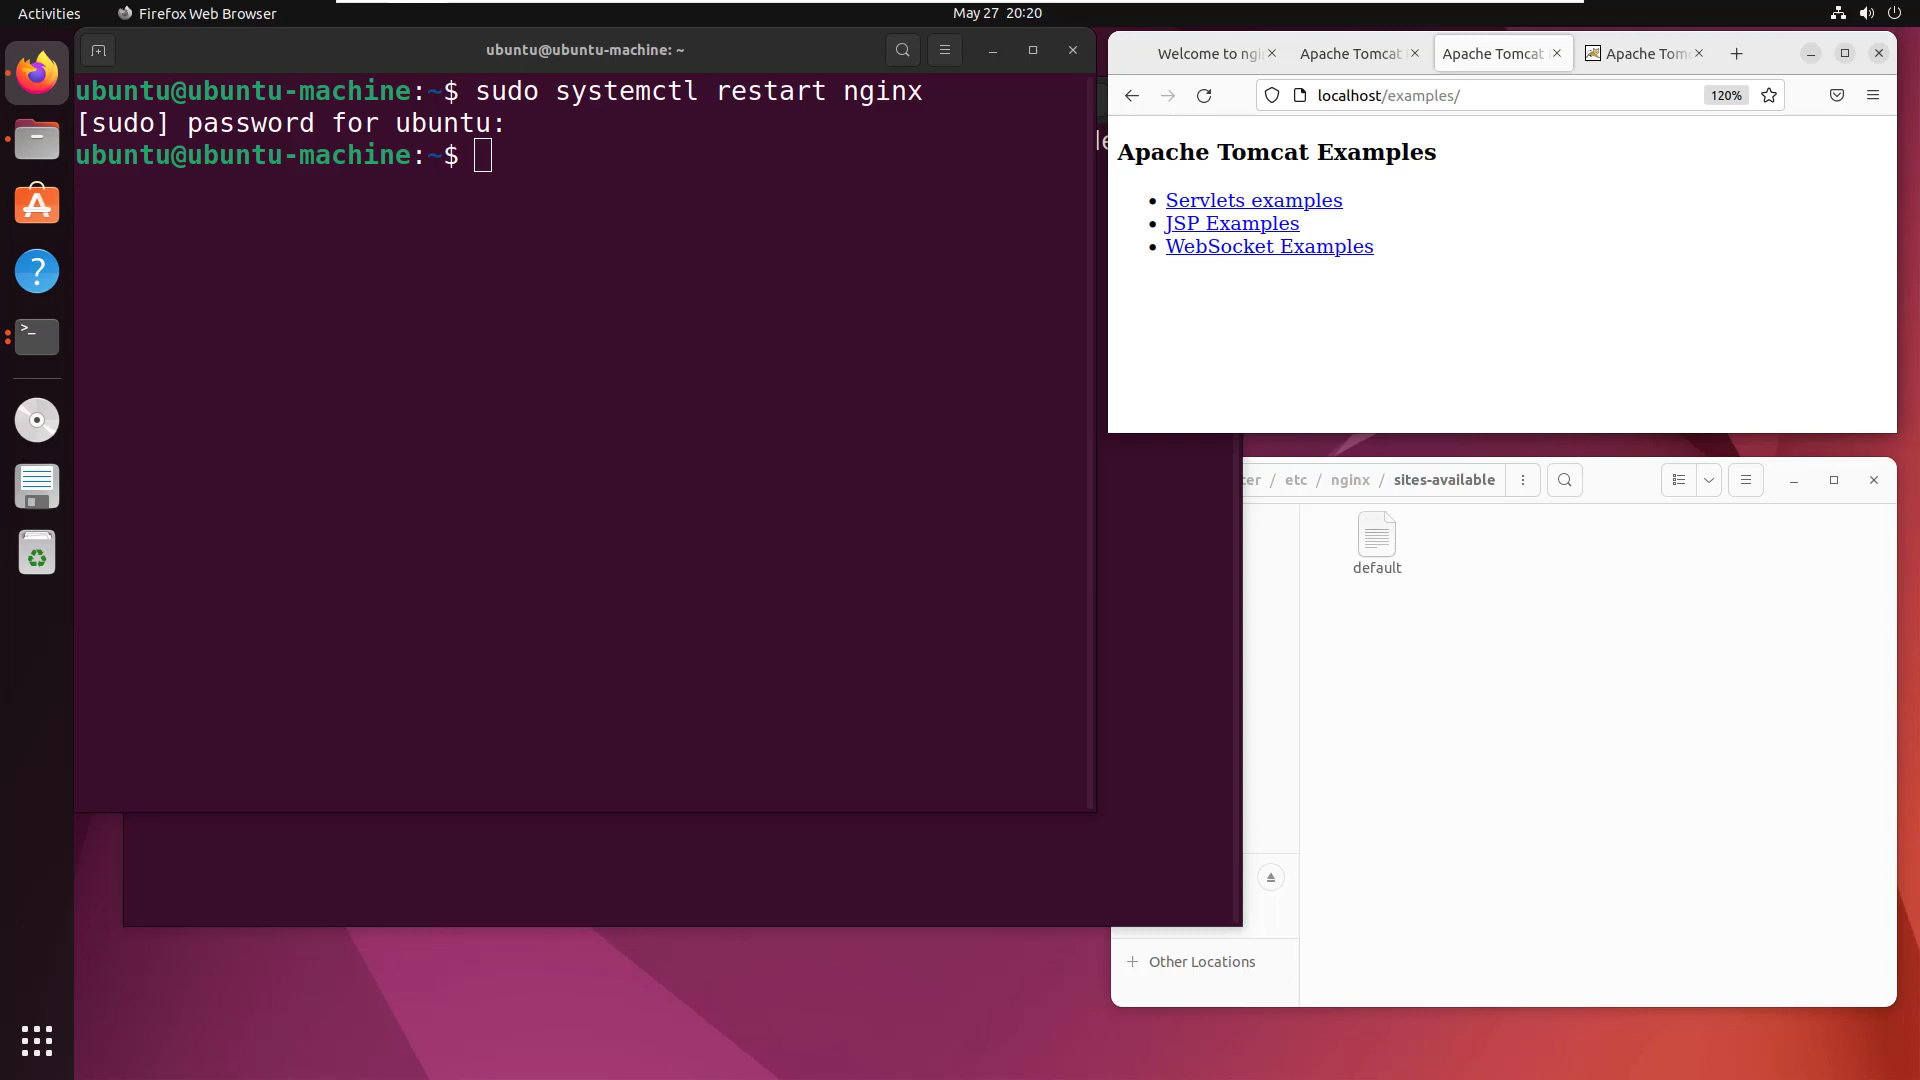 Activities
Firefox Web Browser
May 27 20:20
ubuntu@ubuntu-machine: ~
ubuntu@ubuntu-machine:~$ sudo systemctl restart nginx
[sudo] password for ubuntu:
ubuntu@ubuntu-machine:~$
Welcome to ngi
Apache Tomcat
Apache Tomcat
Apache Tom
localhost/examples/
120%
Apache Tomcat Examples
• Servlets examples
• JSP Examples
• WebSocket Examples
ter / etc / nginx / sites-available
default
+ Other Locations